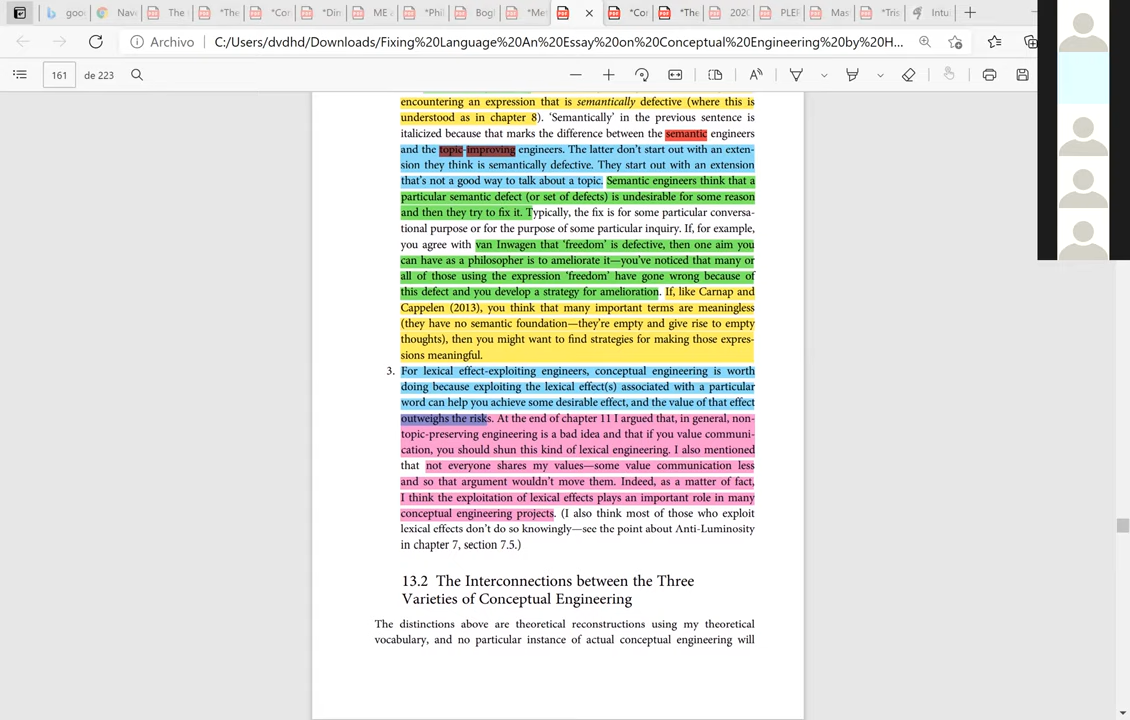 goo
Nav
The
*The
*Cor
*Din
ME
*Phi
Bog
*Me
*Cor
*The
202
PLEF
Mas
*Tris
Intu
Archivo
C:/Users/dvdhd/Downloads/Fixing%20Language%20An%20Essay%20on%20Conceptual%20Engineering%20by%20H...
161 de 223
encountering an expression that is semantically defective (where this is
understood as in chapter 8). ‘Semantically’ in the previous sentence is
italicized because that marks the difference between the semantic engineers
and the topic-improving engineers. The latter don’t start out with an exten-
sion they think is semantically defective. They start out with an extension
that’s not a good way to talk about a topic. Semantic engineers think that a
particular semantic defect (or set of defects) is undesirable for some reason
and then they try to fix it. Typically, the fix is for some particular conversa-
tional purpose or for the purpose of some particular inquiry. If, for example,
you agree with van Inwagen that ‘freedom’ is defective, then one aim you
can have as a philosopher is to ameliorate it—you’ve noticed that many or
all of those using the expression ‘freedom’ have gone wrong because of
this defect and you develop a strategy for amelioration. If, like Carnap and
Cappelen (2013), you think that many important terms are meaningless
(they have no semantic foundation—they’re empty and give rise to empty
thoughts), then you might want to find strategies for making those expres-
sions meaningful.
3. For lexical effect-exploiting engineers, conceptual engineering is worth
doing because exploiting the lexical effect(s) associated with a particular
word can help you achieve some desirable effect, and the value of that effect
outweighs the risks. At the end of chapter 11 I argued that, in general, non-
topic-preserving engineering is a bad idea and that if you value communi-
cation, you should shun this kind of lexical engineering. I also mentioned
that not everyone shares my values—some value communication less
and so that argument wouldn’t move them. Indeed, as a matter of fact,
I think the exploitation of lexical effects plays an important role in many
conceptual engineering projects. (I also think most of those who exploit
lexical effects don’t do so knowingly—see the point about Anti-Luminosity
in chapter 7, section 7.5.)
13.2 The Interconnections between the Three
Varieties of Conceptual Engineering
The distinctions above are theoretical reconstructions using my theoretical
vocabulary, and no particular instance of actual conceptual engineering will